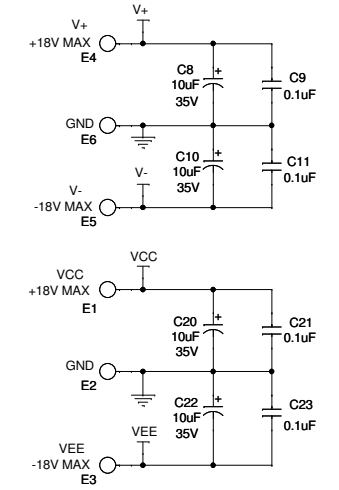 V+
V+
+18V MAX
E4
C8
+
10uF
35V
C9
0.1uF
GND
E6
C10
+
10uF
35V
C11
0.1uF
V-
V-
-18V MAX
E5
VCC
VCC
+18V MAX
E1
C20
+
10uF
35V
C21
0.1uF
GND
E2
C22
+
10uF
35V
C23
0.1uF
VEE
VEE
-18V MAX
E3